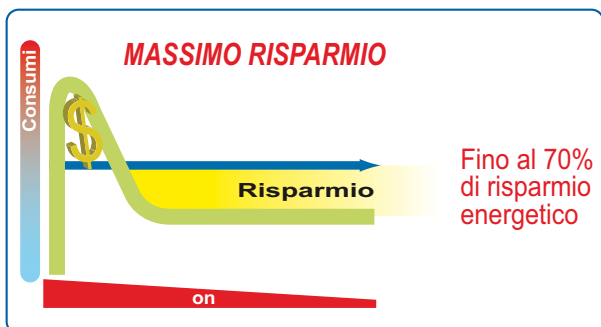 MASSIMO RISPARMIO
Consumi
$
Risparmio
Fino al 70%
di risparmio
energetico
on